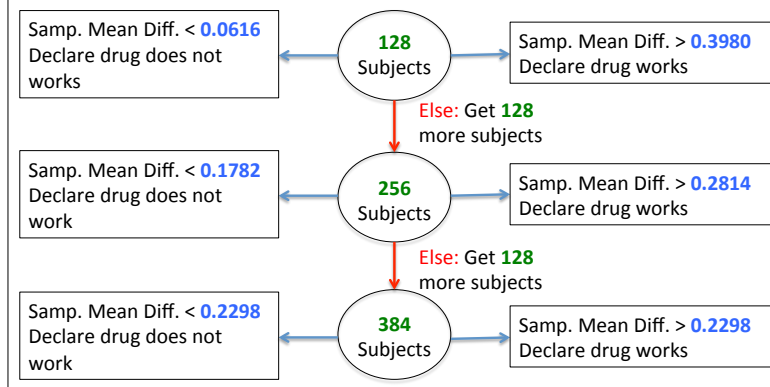 Samp. Mean Diff. < 0.0616
Declare drug does not
works
128
Subjects
Samp. Mean Diff. > 0.3980
Declare drug works
Else: Get 128
more subjects
Samp. Mean Diff. < 0.1782
Declare drug does not
work
256
Subjects
Samp. Mean Diff. > 0.2814
Declare drug works
Else: Get 128
more subjects
Samp. Mean Diff. < 0.2298
Declare drug does not
work
384
Subjects
Samp. Mean Diff. > 0.2298
Declare drug works